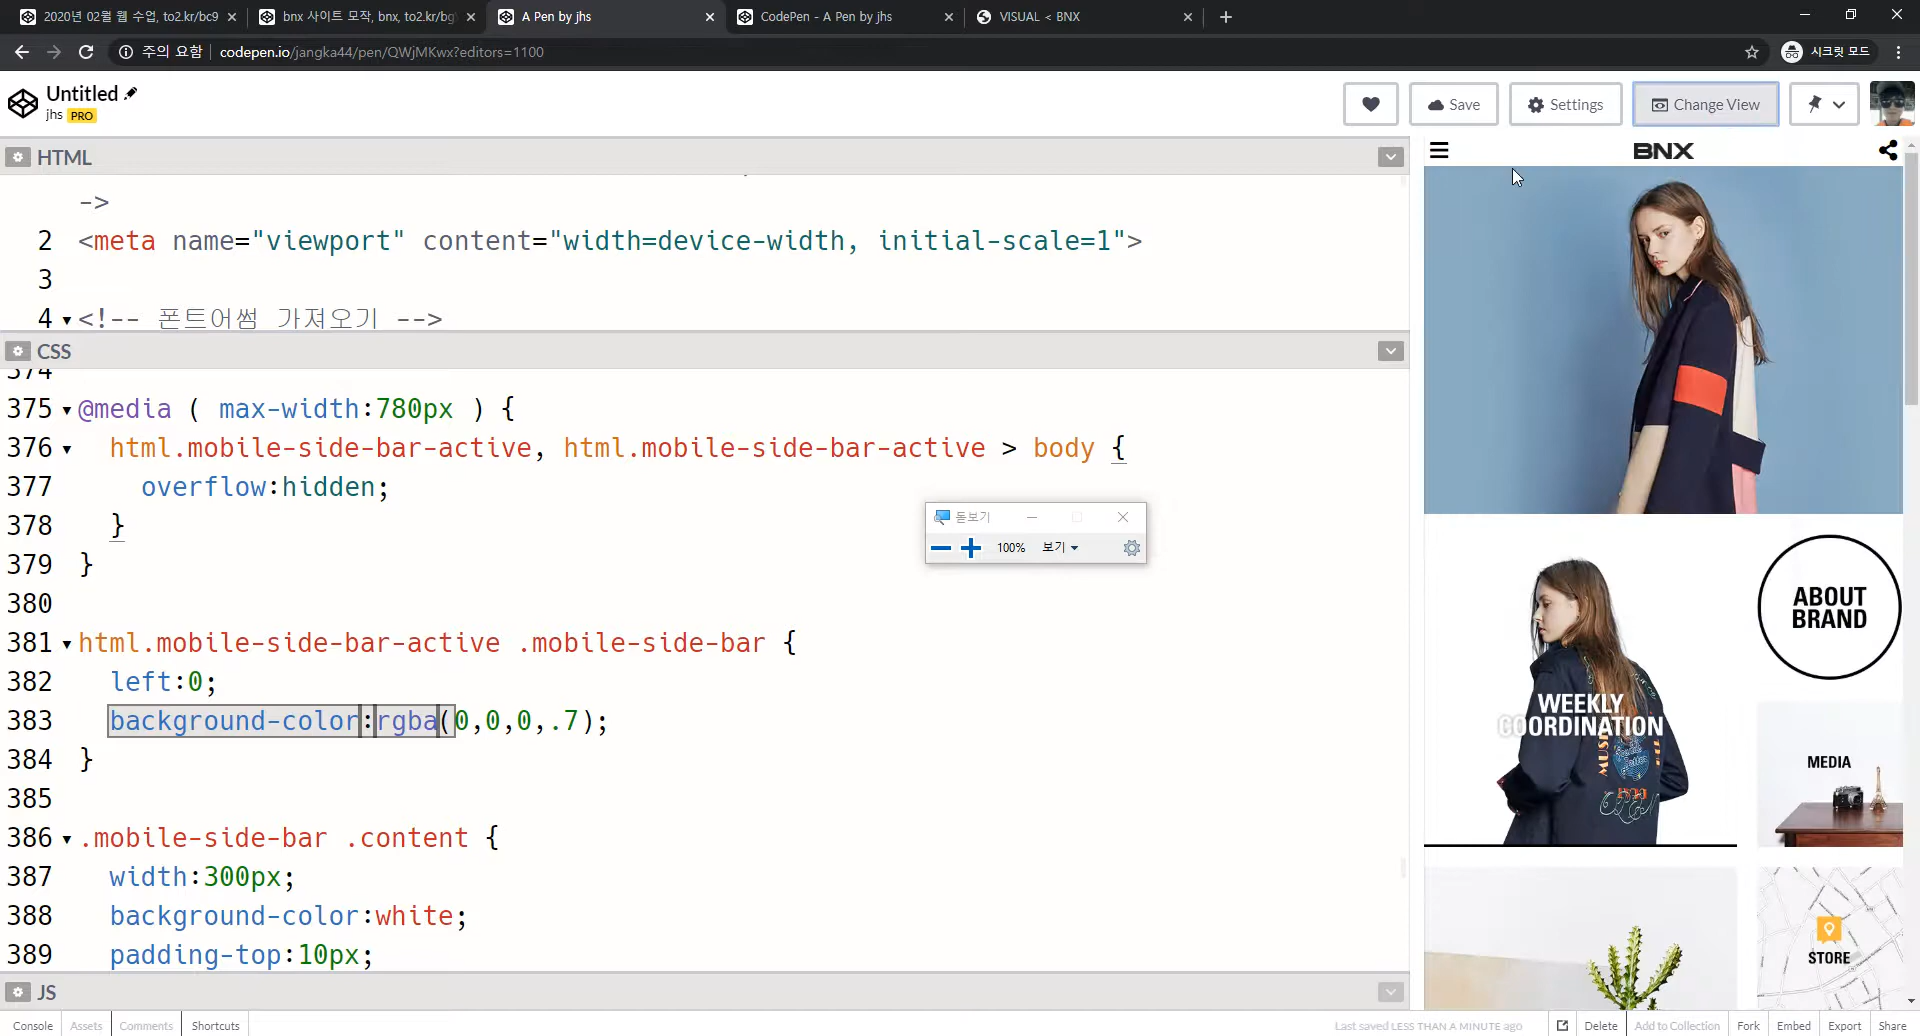 2020년 02월 웹 수업, to2.kr/bc9
bnx 사이트 모작, bnx, to2.kr/bg
A Pen by jhs
CodePen - A Pen by jhs
VISUAL < BNX
주의 요함
codepen.io/jangka44/pen/QWjMKwx?editors=1100
시크릿 모드
Untitled
jhs PRO
Save
Settings
Change View
HTML
->
2 <meta name="viewport" content="width=device-width, initial-scale=1">
3
4 <!-- 폰트어썸 가져오기 -->
CSS
374
375 @media ( max-width:780px ) {
376 html.mobile-side-bar-active, html.mobile-side-bar-active > body {
377 overflow:hidden;
378 }
379 }
380
381 html.mobile-side-bar-active .mobile-side-bar {
382 left:0;
383 background-color:rgba(0,0,0,.7);
384 }
385
386 .mobile-side-bar .content {
387 width:300px;
388 background-color:white;
389 padding-top:10px;
돋보기
100% 보기
BNX
ABOUT
BRAND
WEEKLY
COORDINATION
MEDIA
STORE
JS
Console
Assets
Comments
Shortcuts
Last saved LESS THAN A MINUTE ago
Delete
Add to Collection
Fork
Embed
Export
Share